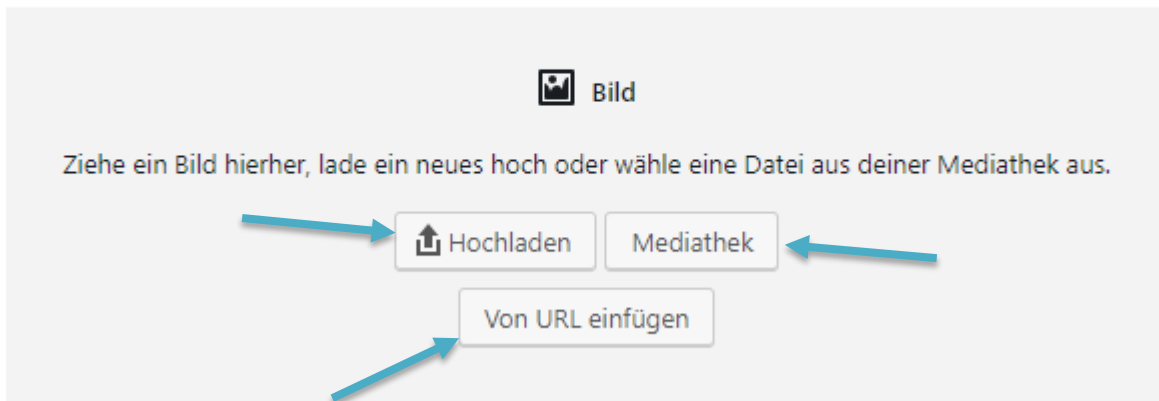 Bild
Ziehe ein Bild hierher, lade ein neues hoch oder wähle eine Datei aus deiner Mediathek aus.
Hochladen Mediathek
Von URL einfügen